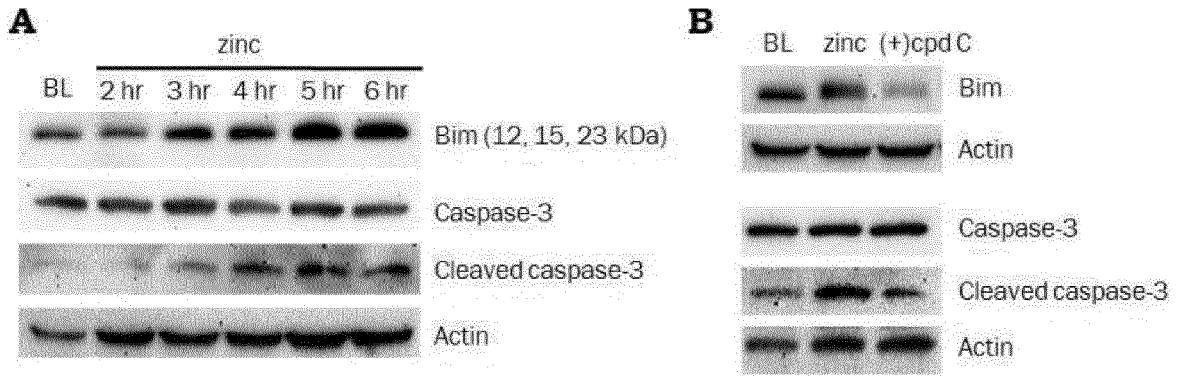 A
zinc
BL 2 hr 3 hr 4 hr 5 hr 6 hr
Bim (12, 15, 23 kDa)
Caspase-3
Cleaved caspase-3
Actin
B
BL zinc (+)cpd C
Bim
Actin
Caspase-3
Cleaved caspase-3
Actin